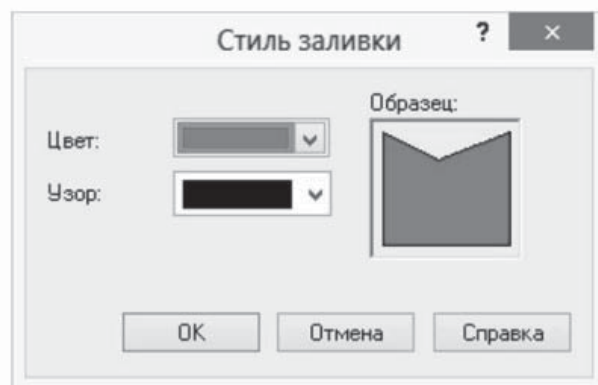 Стиль заливки ?
Образец:
Цвет:
Узор:
OK Отмена Справка